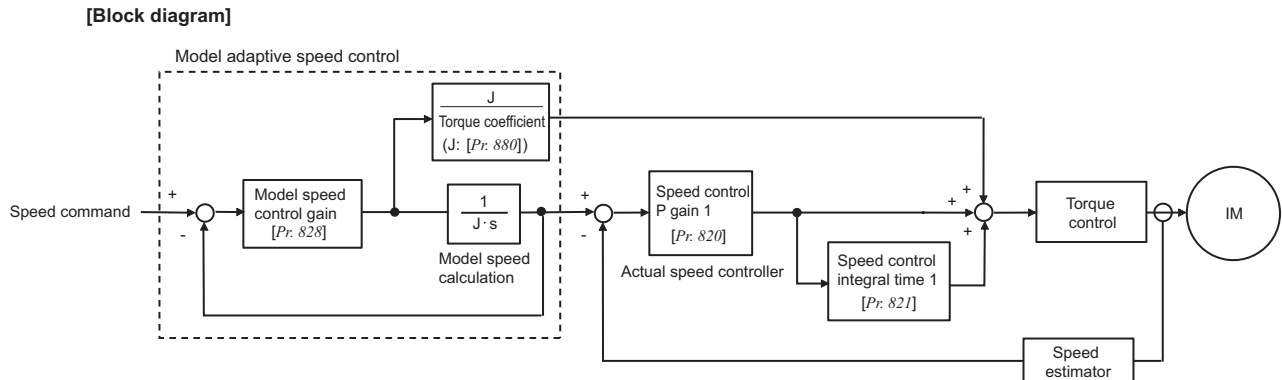 [Block diagram]
Model adaptive speed control
J
Torque coefficient
(J: [Pr. 880])
Speed command
+
-
Model speed
control gain
[Pr. 828]
1
J·s
Model speed
calculation
+
-
Speed control
P gain 1
[Pr. 820]
Actual speed controller
Speed control
integral time 1
[Pr. 821]
+
+
+
Torque
control
IM
Speed
estimator